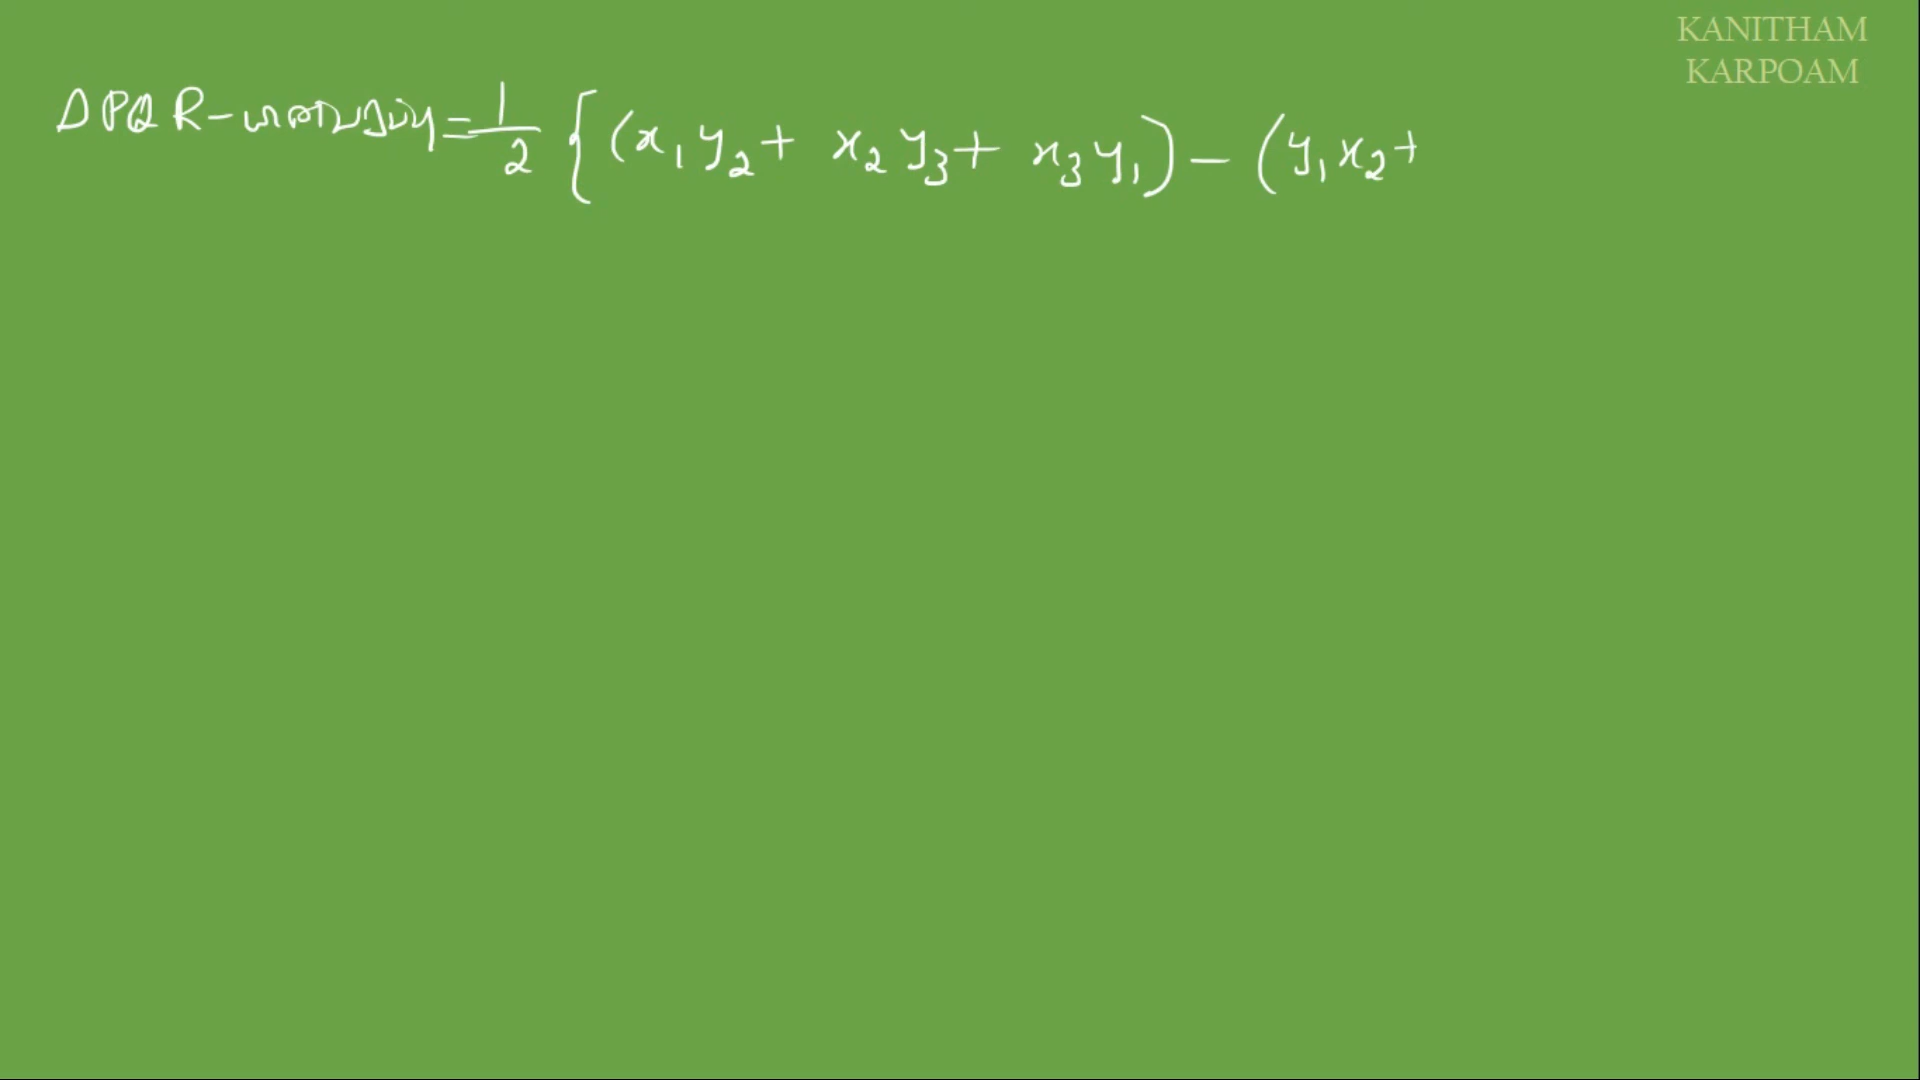 KANITHAM
KARPOAM
ΔPQR-ன் பரப்பு = 1/2 {(x₁y₂ + x₂y₃ + x₃y₁) - (y₁x₂ +